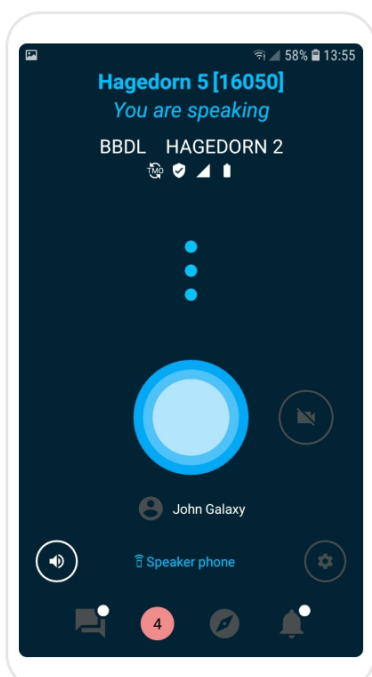 58% 13:55
Hagedorn 5 [16050]
You are speaking
BBDL HAGEDORN 2
TMO
John Galaxy
Speaker phone
4